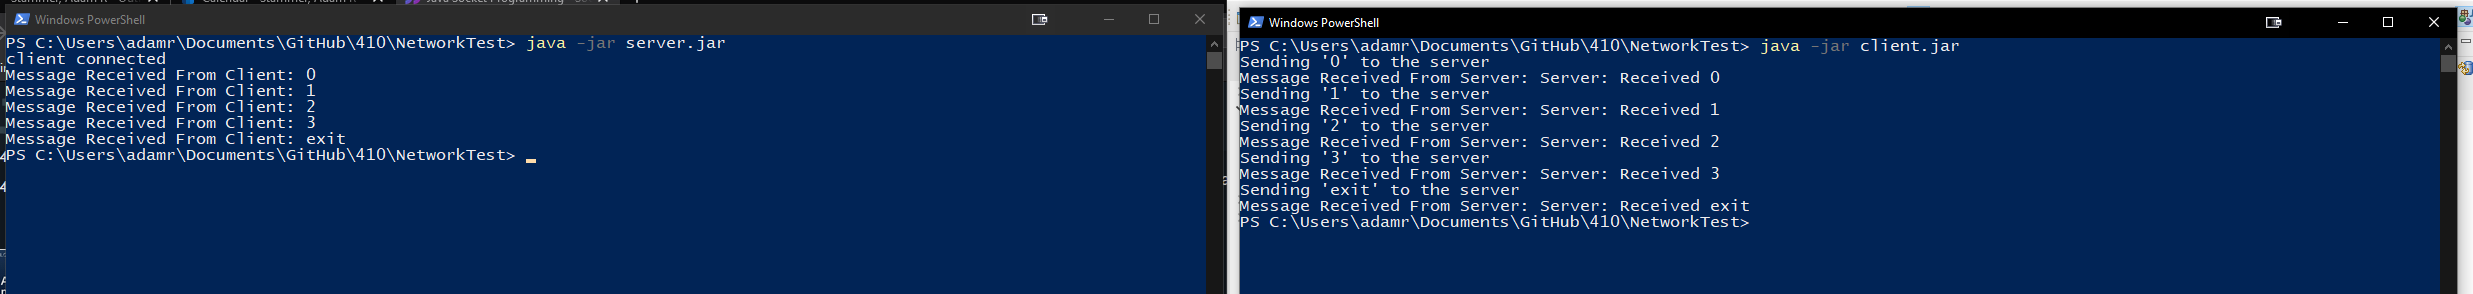 Windows PowerShell
PS C:\Users\adamr\Documents\GitHub\410\NetworkTest> java -jar server.jar
client connected
Message Received From Client: 0
Message Received From Client: 1
Message Received From Client: 2
Message Received From Client: 3
Message Received From Client: exit
PS C:\Users\adamr\Documents\GitHub\410\NetworkTest>
Windows PowerShell
PS C:\Users\adamr\Documents\GitHub\410\NetworkTest> java -jar client.jar
Sending '0' to the server
Message Received From Server: Server: Received 0
Sending '1' to the server
Message Received From Server: Server: Received 1
Sending '2' to the server
Message Received From Server: Server: Received 2
Sending '3' to the server
Message Received From Server: Server: Received 3
Sending 'exit' to the server
Message Received From Server: Server: Received exit
PS C:\Users\adamr\Documents\GitHub\410\NetworkTest>